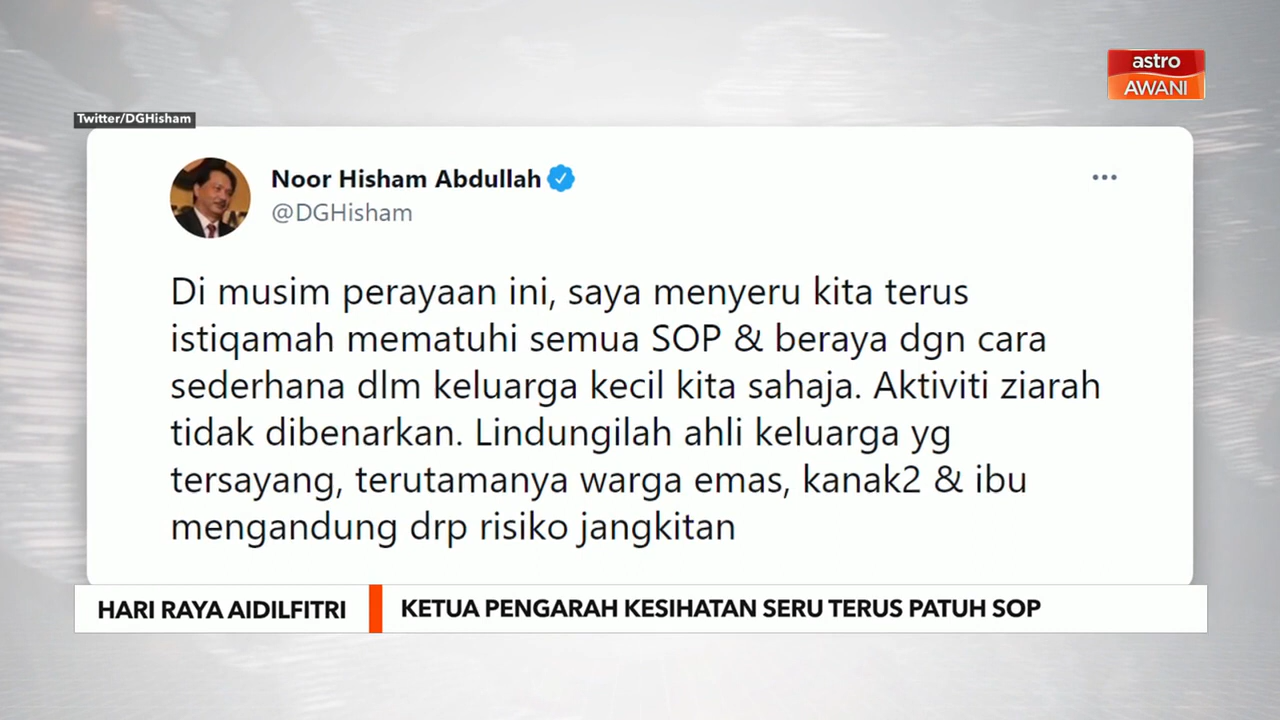 astro
AWANI
Twitter/DGHisham
Noor Hisham Abdullah
@DGHisham
Di musim perayaan ini, saya menyeru kita terus
istiqamah mematuhi semua SOP & beraya dgn cara
sederhana dlm keluarga kecil kita sahaja. Aktiviti ziarah
tidak dibenarkan. Lindungilah ahli keluarga yg
tersayang, terutamanya warga emas, kanak2 & ibu
mengandung drp risiko jangkitan
HARI RAYA AIDILFITRI
KETUA PENGARAH KESIHATAN SERU TERUS PATUH SOP